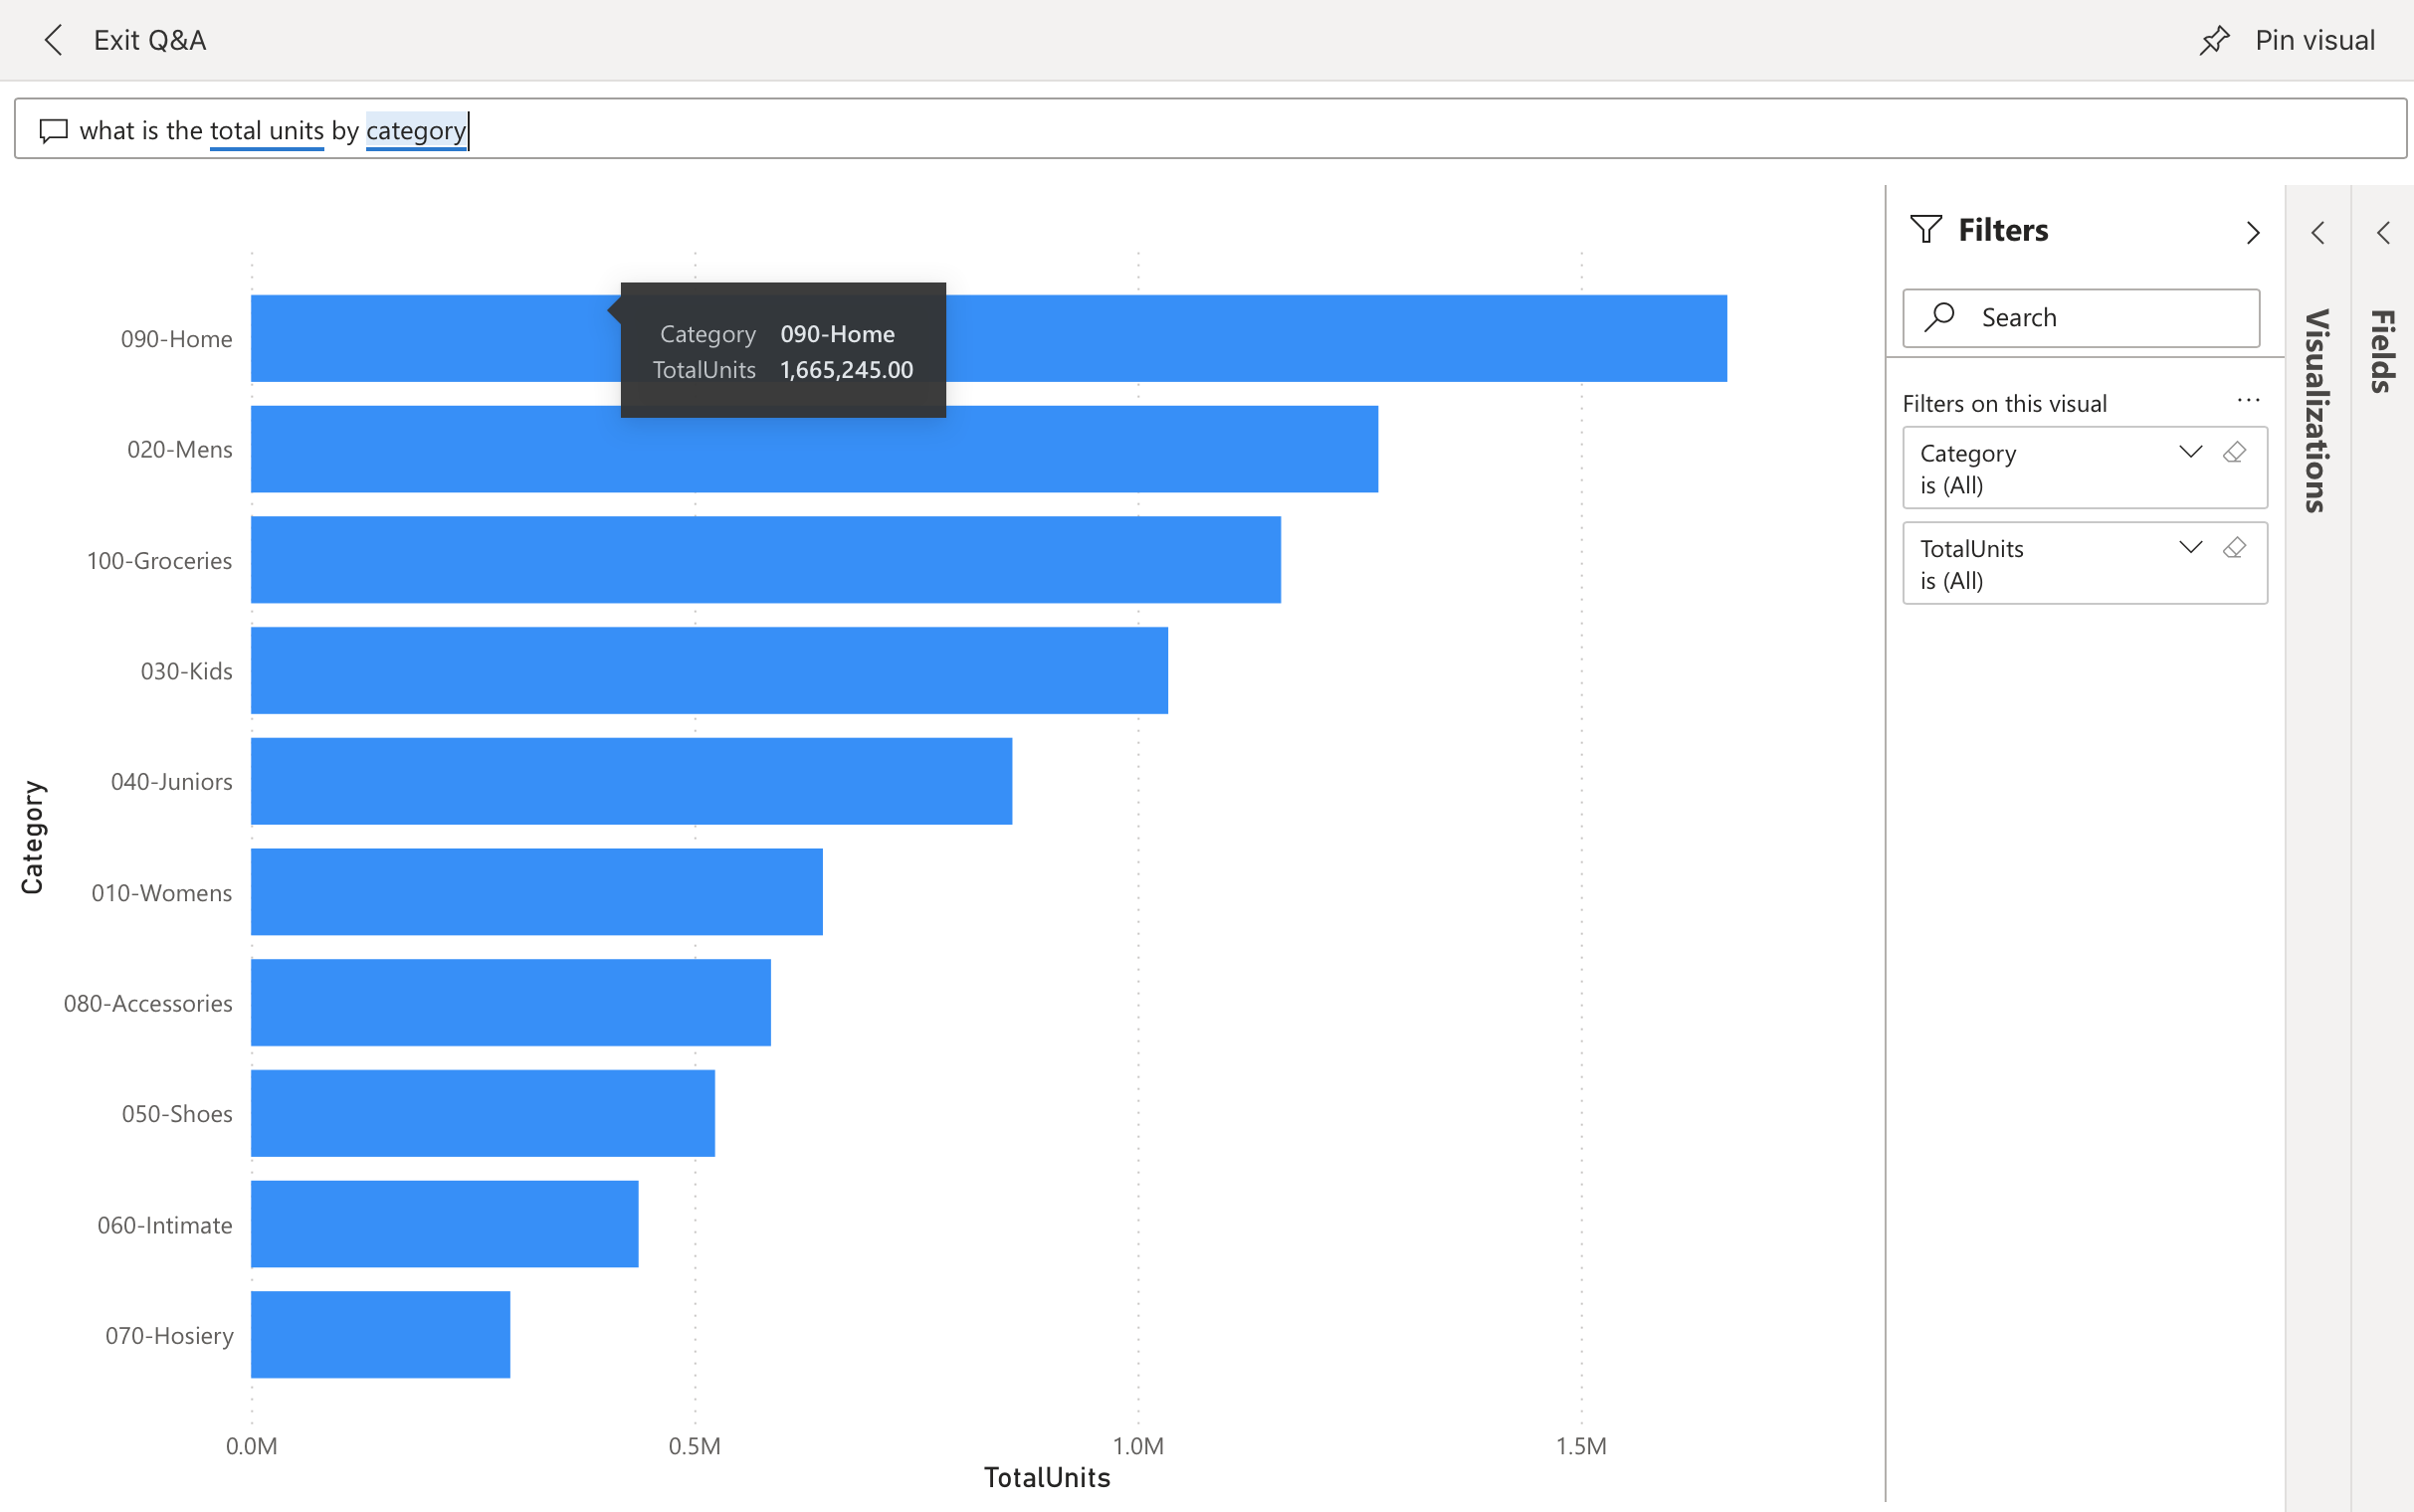 Exit Q&A
Pin visual
what is the total units by category
Filters
Search
Filters on this visual
...
Category
is (All)
TotalUnits
is (All)
Visualizations
Fields
Category 090-Home
TotalUnits 1,665,245.00
Category
090-Home
020-Mens
100-Groceries
030-Kids
040-Juniors
010-Womens
080-Accessories
050-Shoes
060-Intimate
070-Hosiery
0.0M 0.5M 1.0M 1.5M
TotalUnits